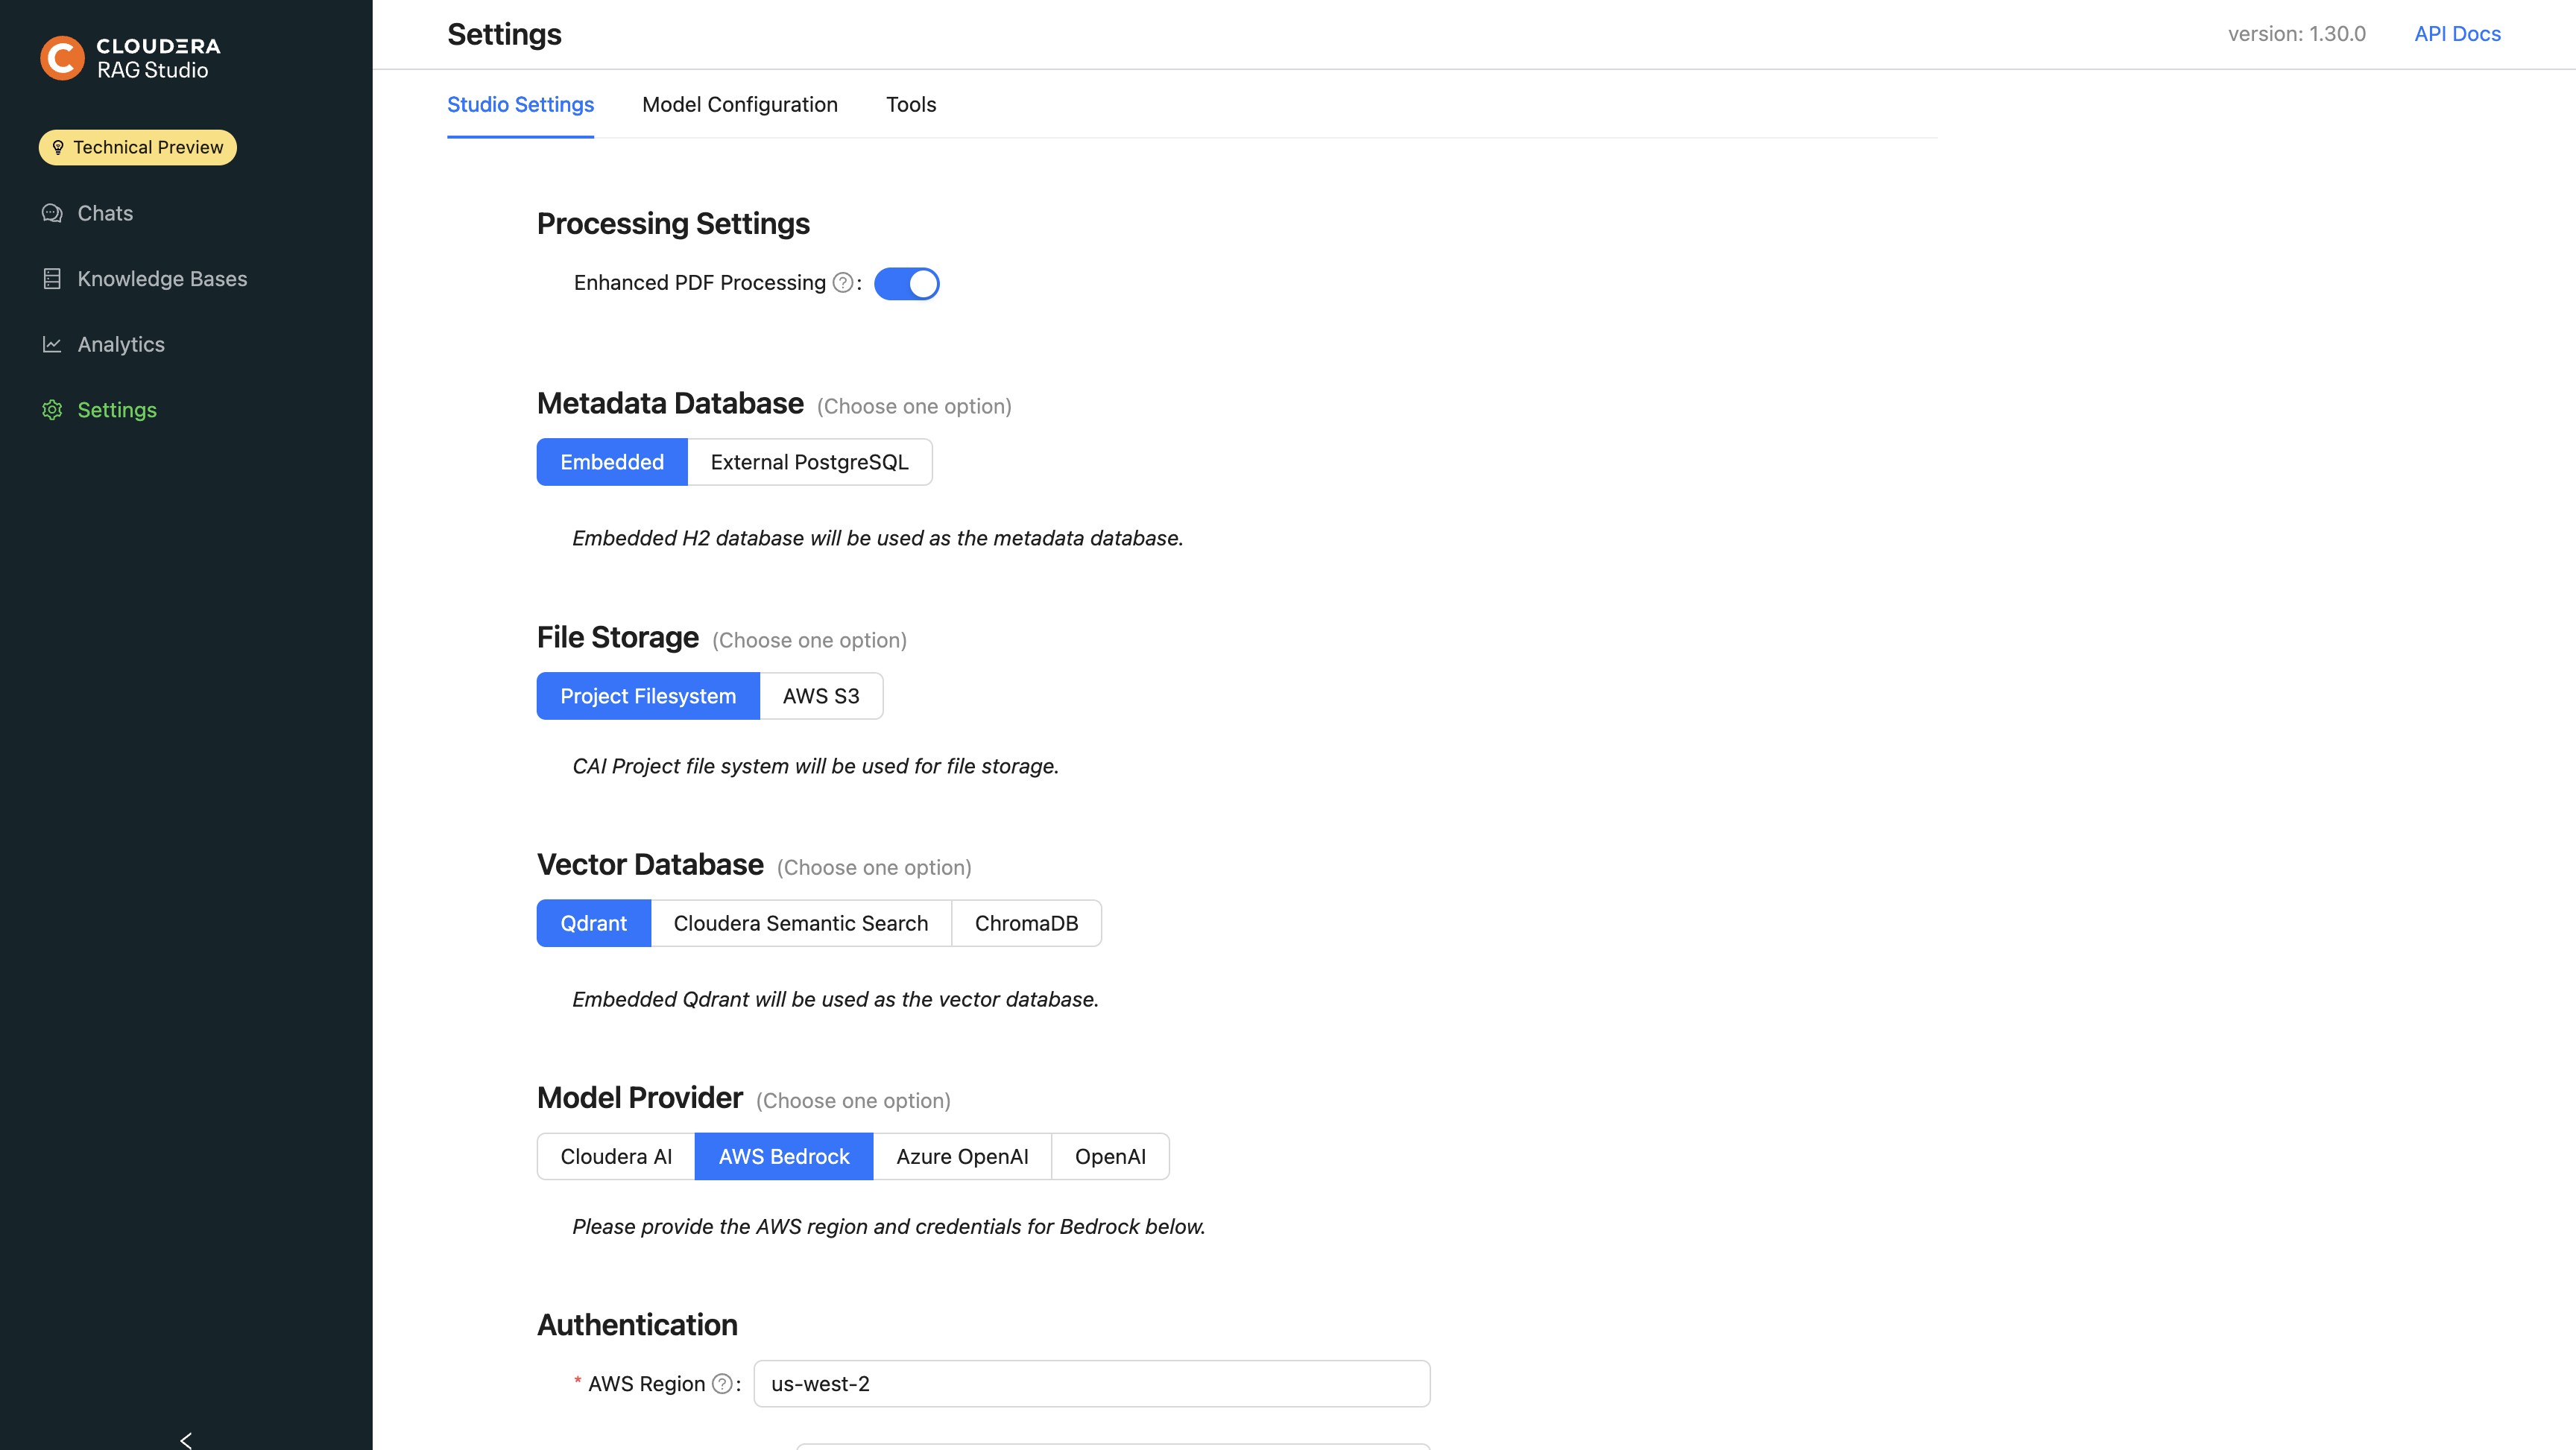 CLOUDERA
RAG Studio
Technical Preview
Chats
Knowledge Bases
Analytics
Settings
Settings
version: 1.30.0 API Docs
Studio Settings Model Configuration Tools
Processing Settings
Enhanced PDF Processing ? :
Metadata Database (Choose one option)
Embedded External PostgreSQL
Embedded H2 database will be used as the metadata database.
File Storage (Choose one option)
Project Filesystem AWS S3
CAI Project file system will be used for file storage.
Vector Database (Choose one option)
Qdrant Cloudera Semantic Search ChromaDB
Embedded Qdrant will be used as the vector database.
Model Provider (Choose one option)
Cloudera AI AWS Bedrock Azure OpenAI OpenAI
Please provide the AWS region and credentials for Bedrock below.
Authentication
* AWS Region ? : us-west-2